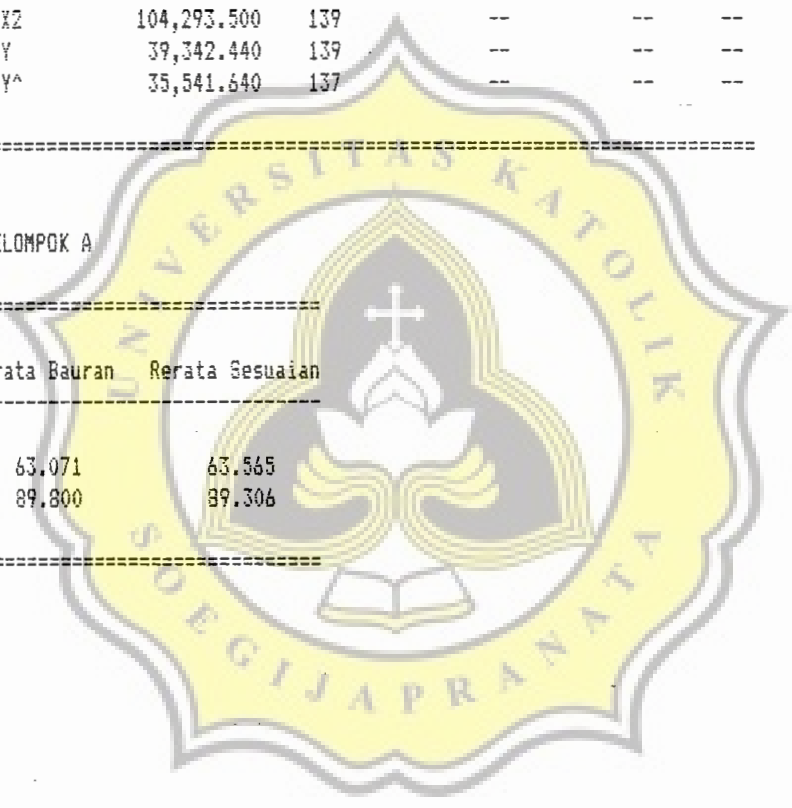 X2 104,293.500 139 -- -- --
Y 39,342.440 139 -- -- --
Y^ 35,541.640 137 -- -- --
ELOMPOK A
rata Bauran Rerata Sesuaian
63.071 63.565
89.800 89.306
UNIVERSITAS KATOLIK
SOEGIJAPRANATA